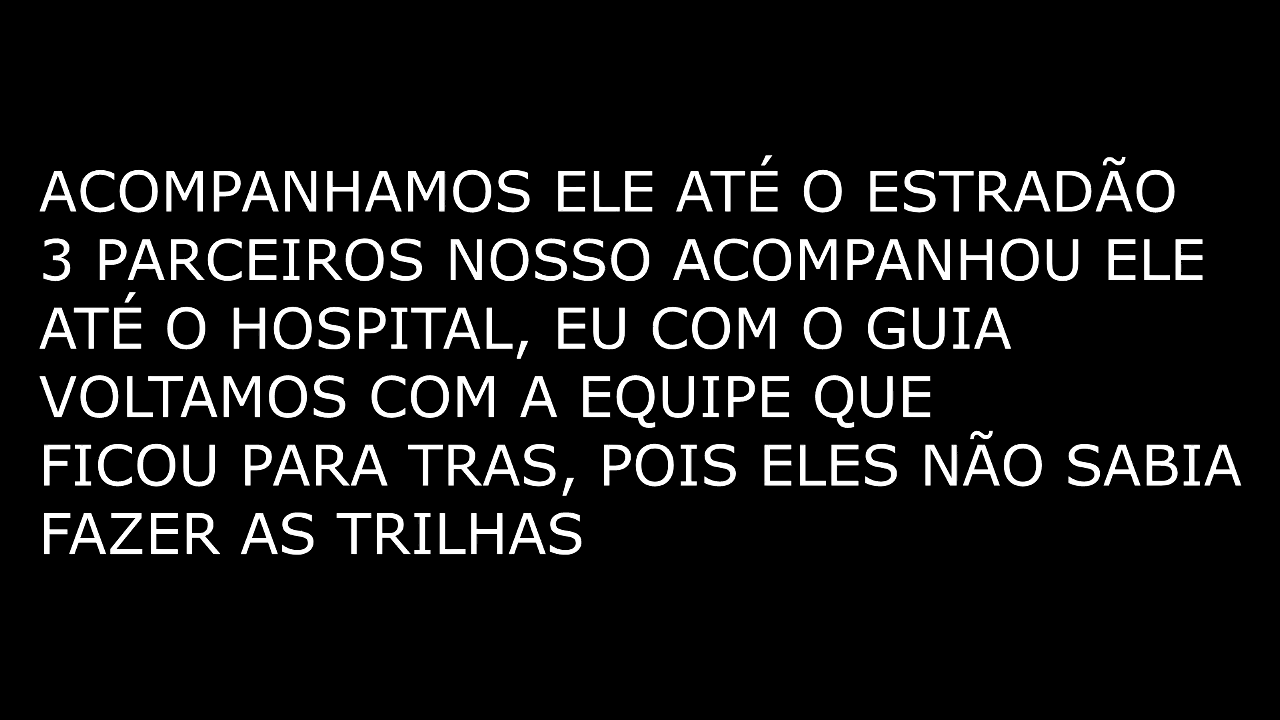 ACOMPANHAMOS ELE ATÉ O ESTRADÃO
3 PARCEIROS NOSSO ACOMPANHOU ELE
ATÉ O HOSPITAL, EU COM O GUIA
VOLTAMOS COM A EQUIPE QUE
FICOU PARA TRAS, POIS ELES NÃO SABIA
FAZER AS TRILHAS